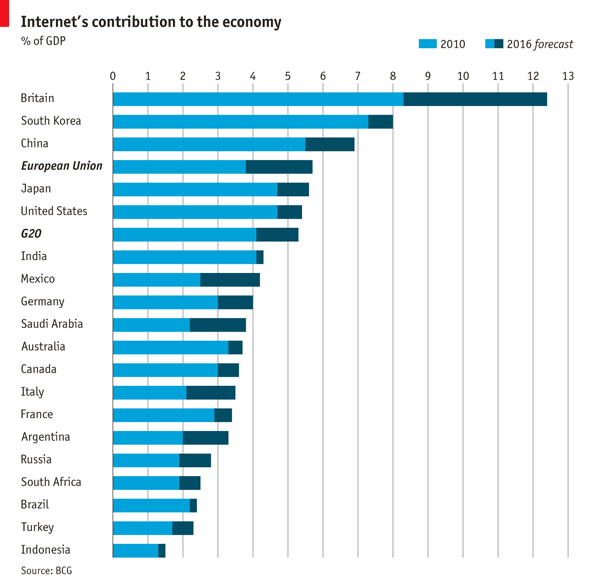 Internet's contribution to the economy
% of GDP
2010 2016 forecast
0 1 2 3 4 5 6 7 8 9 10 11 12 13
Britain
South Korea
China
European Union
Japan
United States
G20
India
Mexico
Germany
Saudi Arabia
Australia
Canada
Italy
France
Argentina
Russia
South Africa
Brazil
Turkey
Indonesia
Source: BCG